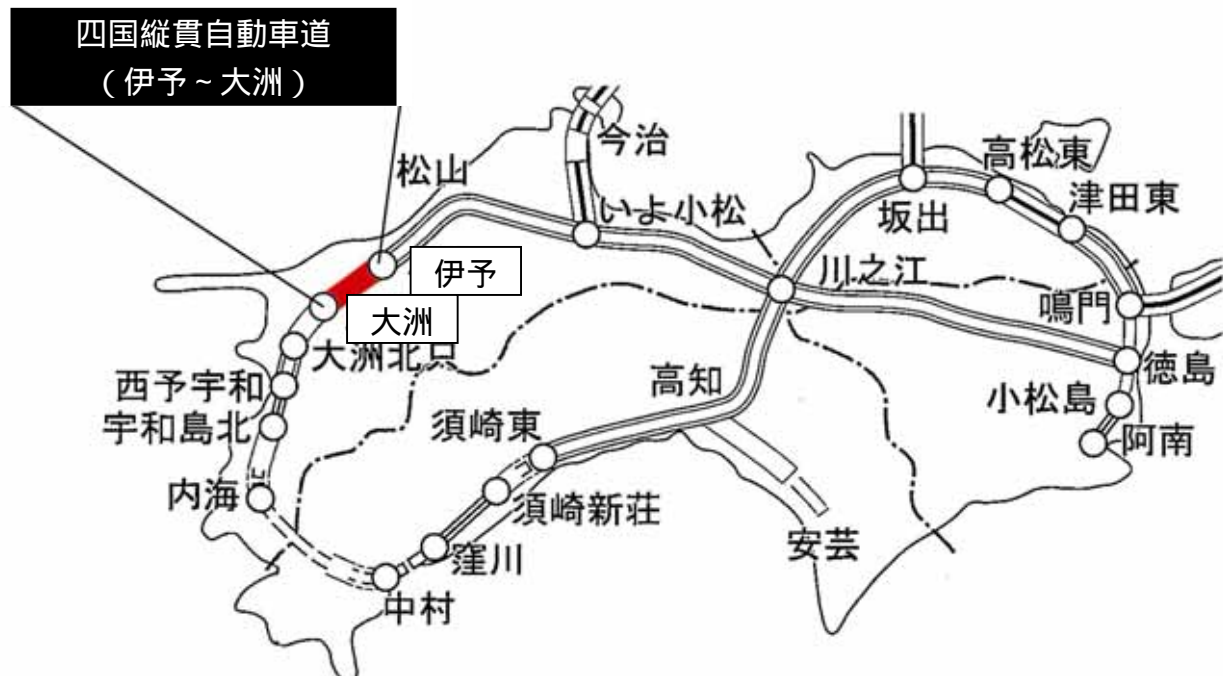 四国縦貫自動車道
（伊予～大洲）
今治
松山
高松東
いよ小松
坂出
津田東
伊予
川之江
大洲
鳴門
大洲北只
西予宇和
高知
徳島
小松島
宇和島北
須崎東
阿南
内海
須崎新荘
安芸
窪川
中村